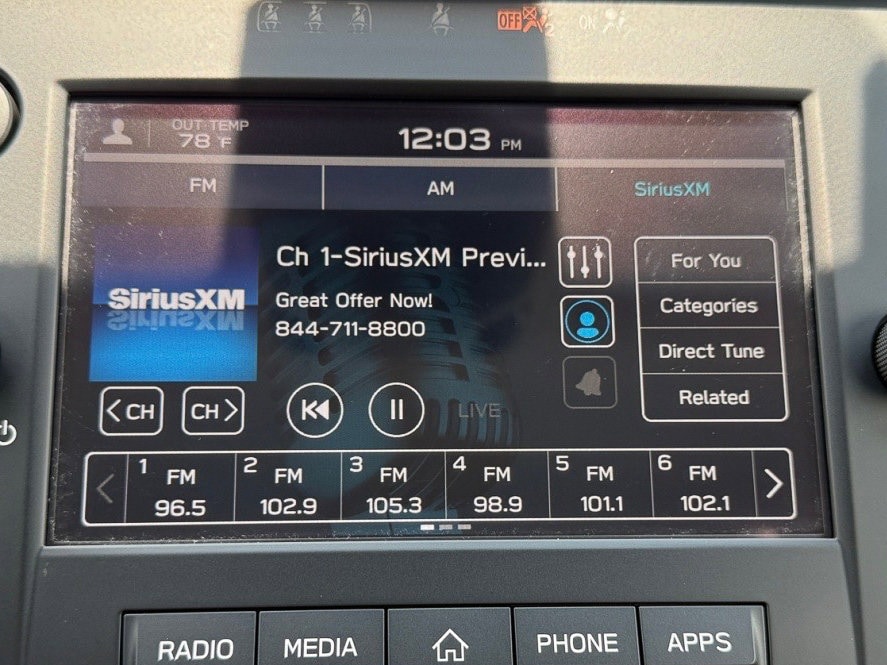 OFF
2
ON
OUT TEMP
78 °F
12:03 PM
FM
AM
SiriusXM
SiriusXM
Ch 1-SiriusXM Previ...
Great Offer Now!
844-711-8800
For You
Categories
Direct Tune
Related
CH
CH
LIVE
1 FM 96.5
2 FM 102.9
3 FM 105.3
4 FM 98.9
5 FM 101.1
6 FM 102.1
RADIO
MEDIA
PHONE
APPS